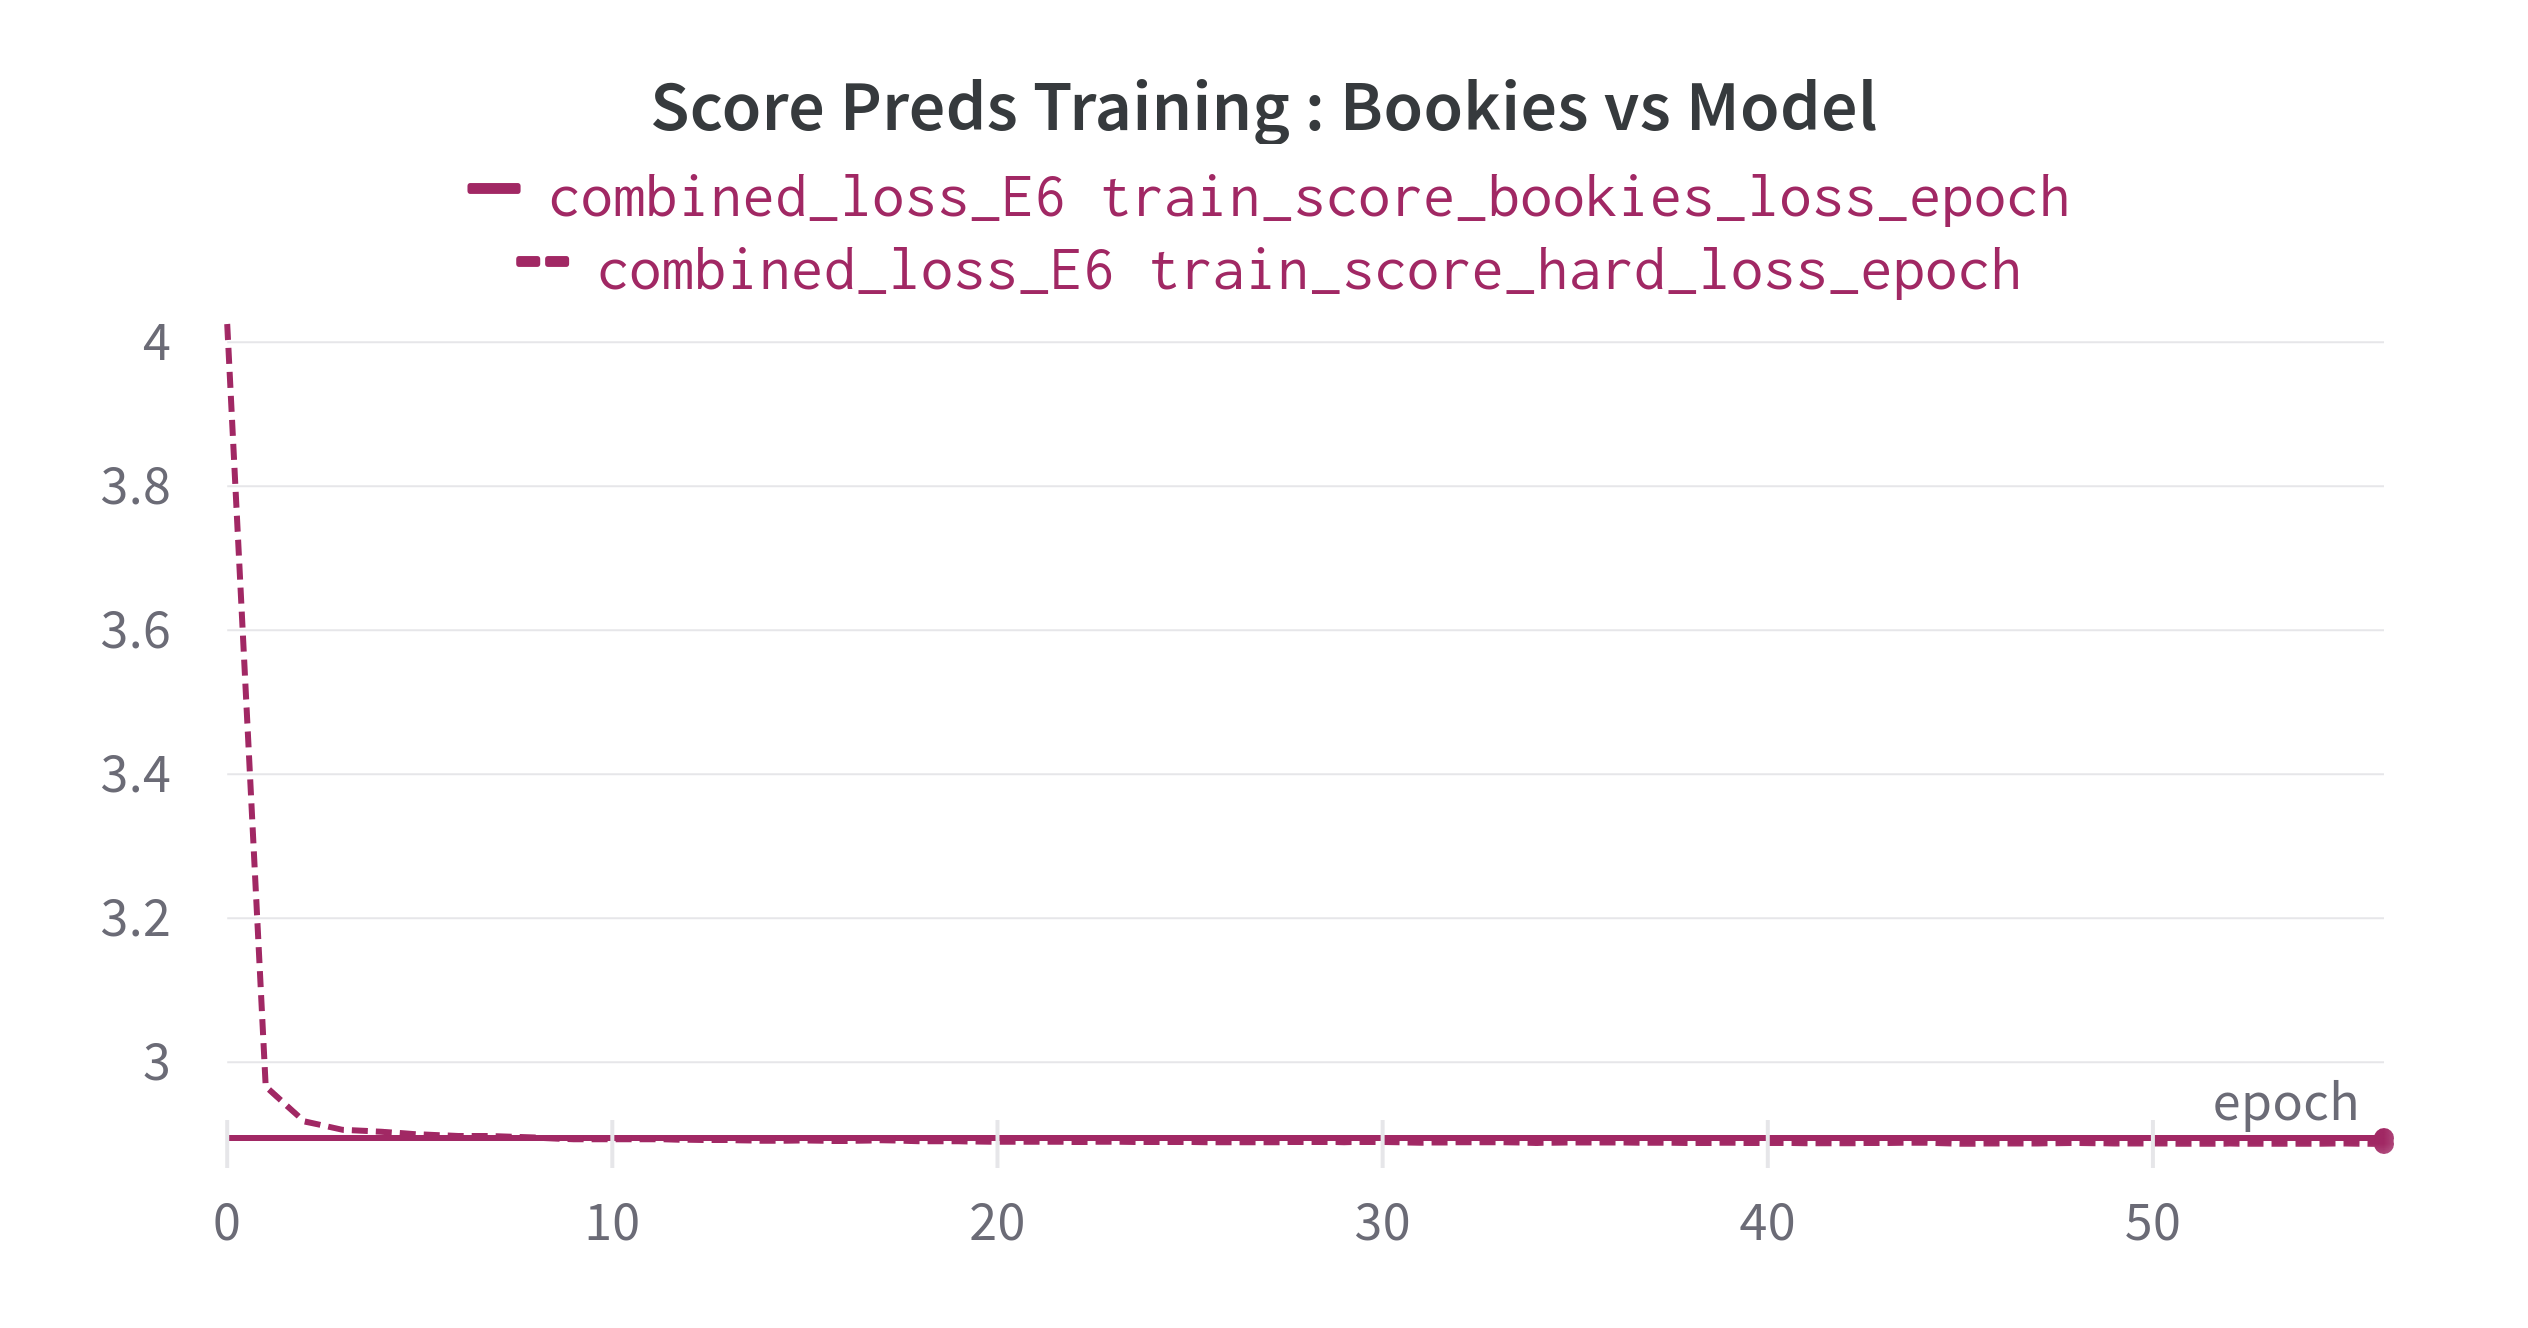 Score Preds Training : Bookies vs Model
combined_loss_E6 train_score_bookies_loss_epoch
combined_loss_E6 train_score_hard_loss_epoch
4
3.8
3.6
3.4
3.2
3
epoch
0 10 20 30 40 50